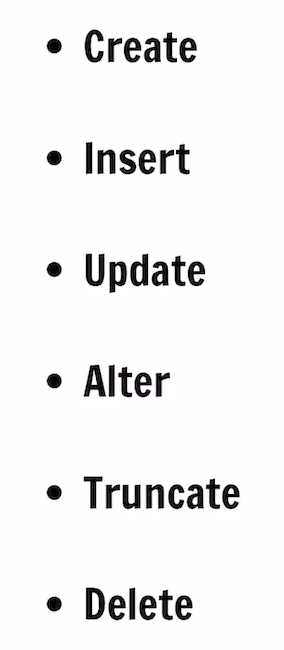 • Create
• Insert
• Update
• Alter
• Truncate
• Delete